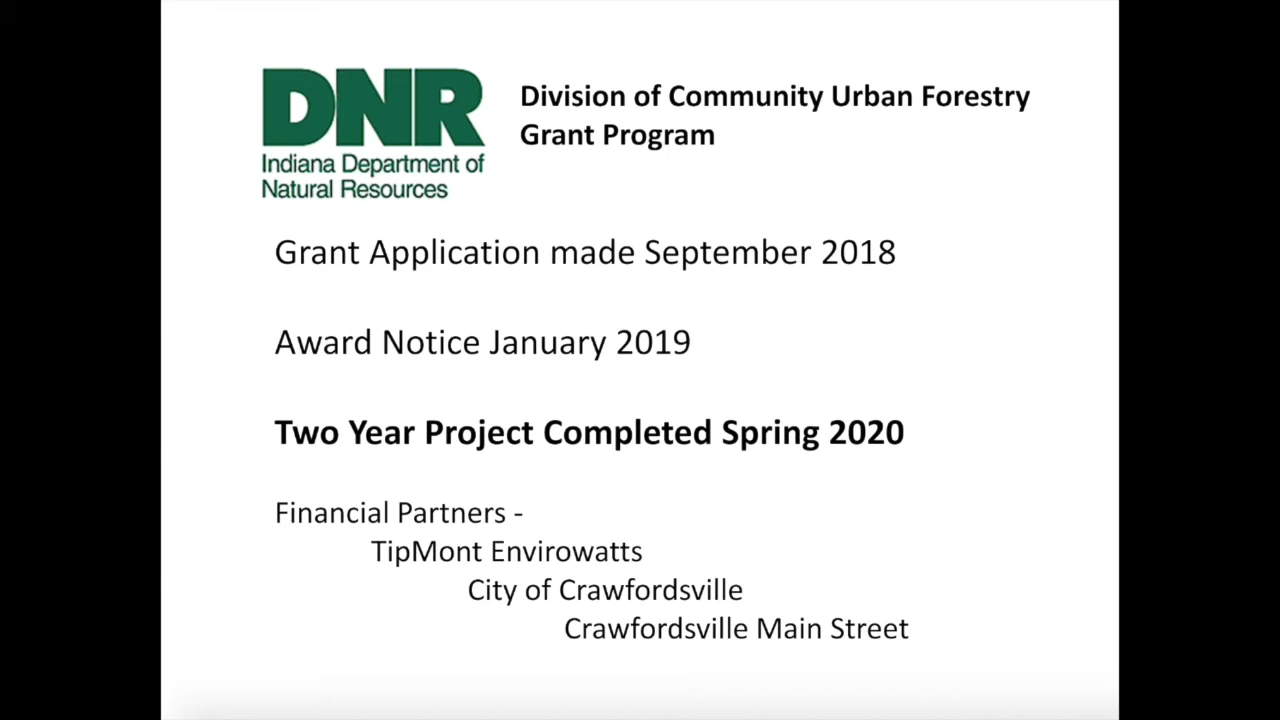 DNR
Indiana Department of
Natural Resources
Division of Community Urban Forestry
Grant Program
Grant Application made September 2018
Award Notice January 2019
Two Year Project Completed Spring 2020
Financial Partners -
TipMont Envirowatts
City of Crawfordsville
Crawfordsville Main Street